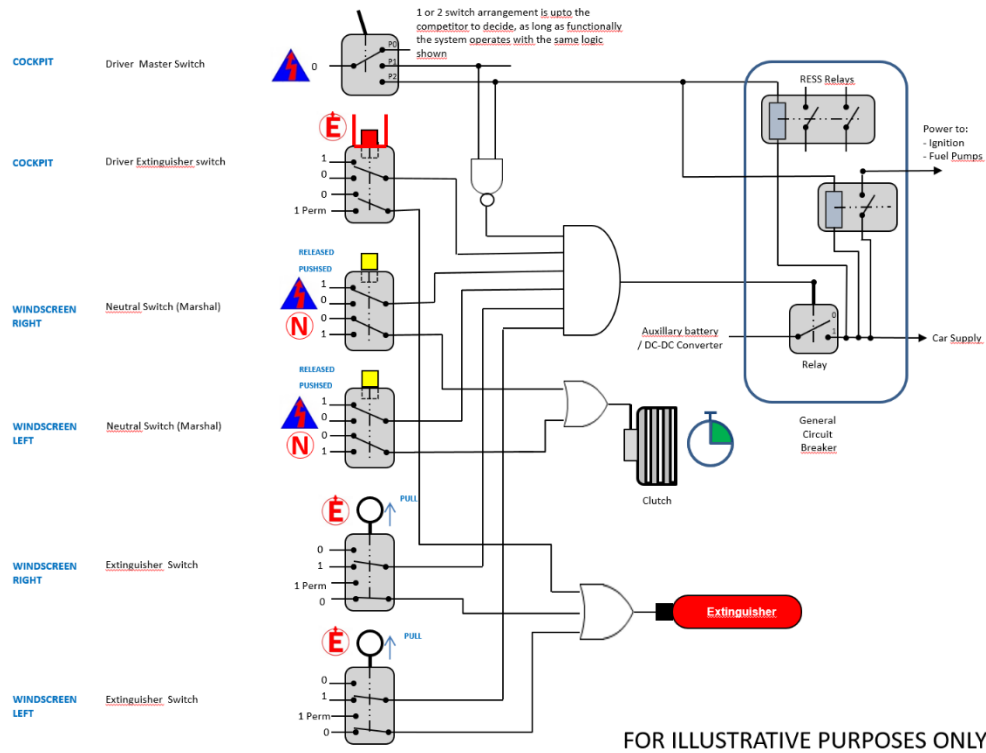 1 or 2 switch arrangement is upto the
competitor to decide, as long as functionally
the system operates with the same logic
shown
COCKPIT
Driver Master Switch
0
P0
P1
P2
RESS Relays
Power to:
- Ignition
- Fuel Pumps
COCKPIT
Driver Extinguisher switch
E
1
0
0
1 Perm
RELEASED
PUSHSED
WINDSCREEN
RIGHT
Neutral Switch (Marshal)
N
1
0
0
1
Auxillary battery
/ DC-DC Converter
0
1
Car Supply
Relay
General
Circuit
Breaker
RELEASED
PUSHSED
WINDSCREEN
LEFT
Neutral Switch (Marshal)
N
1
0
0
1
Clutch
E
PULL
WINDSCREEN
RIGHT
Extinguisher Switch
0
1
1 Perm
0
Extinguisher
E
PULL
WINDSCREEN
LEFT
Extinguisher Switch
0
1
1 Perm
0
FOR ILLUSTRATIVE PURPOSES ONLY